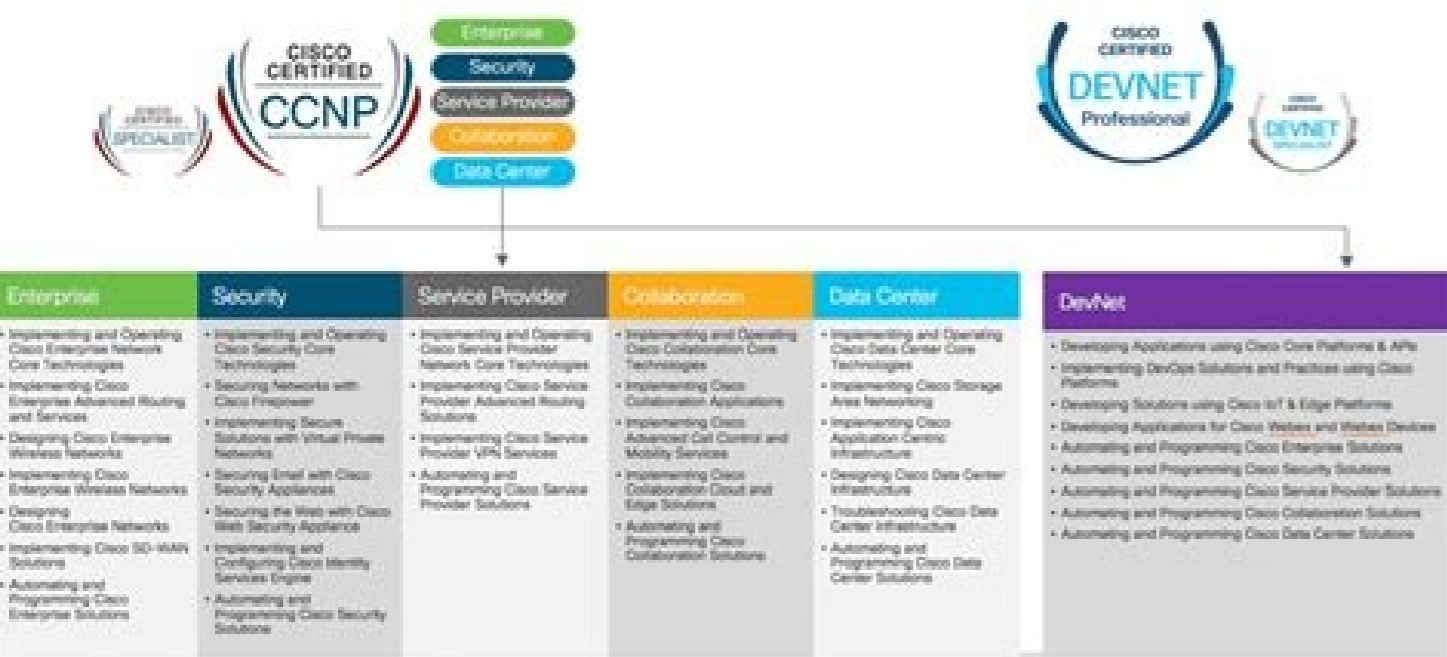 CISCO
CERTIFIED
SPECIALIST
CISCO
CERTIFIED
CCNP
Enterprise
Security
Service Provider
Collaboration
Data Center
CISCO
CERTIFIED
DEVNET
Professional
CISCO
CERTIFIED
DEVNET
SPECIALIST
Enterprise
• Implementing and Operating
Cisco Enterprise Network
Core Technologies
• Implementing Cisco
Enterprise Advanced Routing
and Services
• Designing Cisco Enterprise
Wireless Networks
• Implementing Cisco
Enterprise Wireless Networks
• Designing
Cisco Enterprise Networks
• Implementing Cisco SD-WAN
Solutions
• Automating and
Programming Cisco
Enterprise Solutions
Security
• Implementing and Operating
Cisco Security Core
Technologies
• Securing Networks with
Cisco Firepower
• Implementing Secure
Solutions with Virtual Private
Networks
• Securing Email with Cisco
Security Appliances
• Securing the Web with Cisco
Web Security Appliance
• Implementing and
Configuring Cisco Identity
Services Engine
• Automating and
Programming Cisco Security
Solutions
Service Provider
• Implementing and Operating
Cisco Service Provider
Network Core Technologies
• Implementing Cisco Service
Provider Advanced Routing
Solutions
• Implementing Cisco Service
Provider VPN Services
• Automating and
Programming Cisco Service
Provider Solutions
Collaboration
• Implementing and Operating
Cisco Collaboration Core
Technologies
• Implementing Cisco
Collaboration Applications
• Implementing Cisco
Advanced Call Control and
Mobility Services
• Implementing Cisco
Collaboration Cloud and
Edge Solutions
• Automating and
Programming Cisco
Collaboration Solutions
Data Center
• Implementing and Operating
Cisco Data Center Core
Technologies
• Implementing Cisco Storage
Area Networking
• Implementing Cisco
Application Centric
Infrastructure
• Designing Cisco Data Center
Infrastructure
• Troubleshooting Cisco Data
Center Infrastructure
• Automating and
Programming Cisco Data
Center Solutions
DevNet
• Developing Applications using Cisco Core Platforms & APIs
• Implementing DevOps Solutions and Practices using Cisco
Platforms
• Developing Solutions using Cisco IoT & Edge Platforms
• Developing Applications for Cisco Webex and Webex Devices
• Automating and Programming Cisco Enterprise Solutions
• Automating and Programming Cisco Security Solutions
• Automating and Programming Cisco Service Provider Solutions
• Automating and Programming Cisco Collaboration Solutions
• Automating and Programming Cisco Data Center Solutions